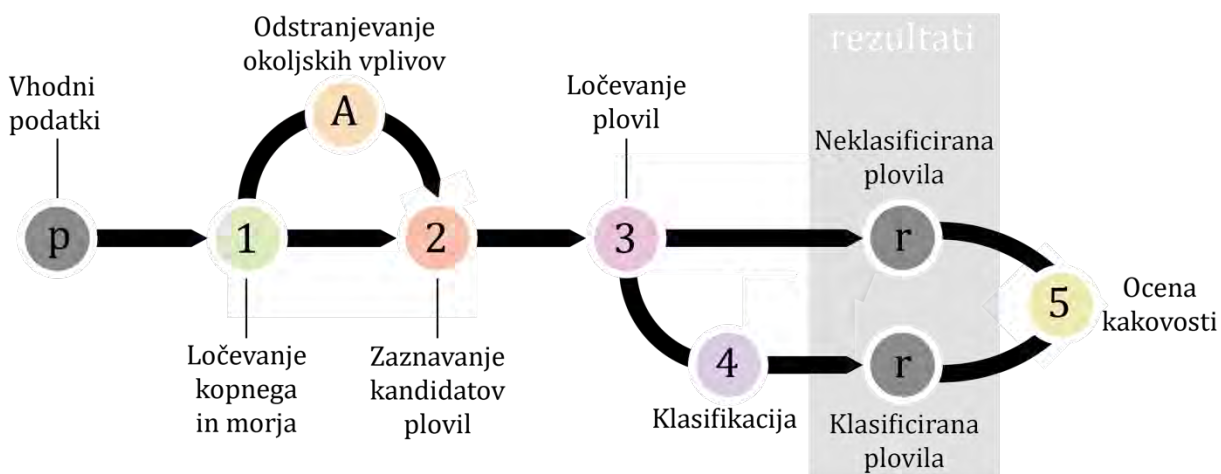 Odstranjevanje
okoljskih vplivov
rezultati
Vhodni
podatki
A
Ločevanje
plovil
Neklasificirana
plovila
p
1
2
3
r
5
Ocena
kakovosti
Ločevanje
kopnega
in morja
Zaznavanje
kandidatov
plovil
4
Klasifikacija
r
Klasificirana
plovila